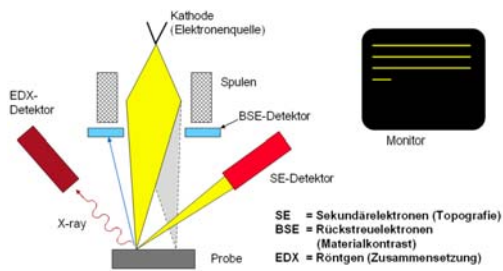 Kathode
(Elektronenquelle)
Spulen
EDX-
Detektor
BSE-Detektor
Monitor
SE-Detektor
X-ray
Probe
SE = Sekundärelektronen (Topografie)
BSE = Rückstreuelektronen
(Materialkontrast)
EDX = Röntgen (Zusammensetzung)